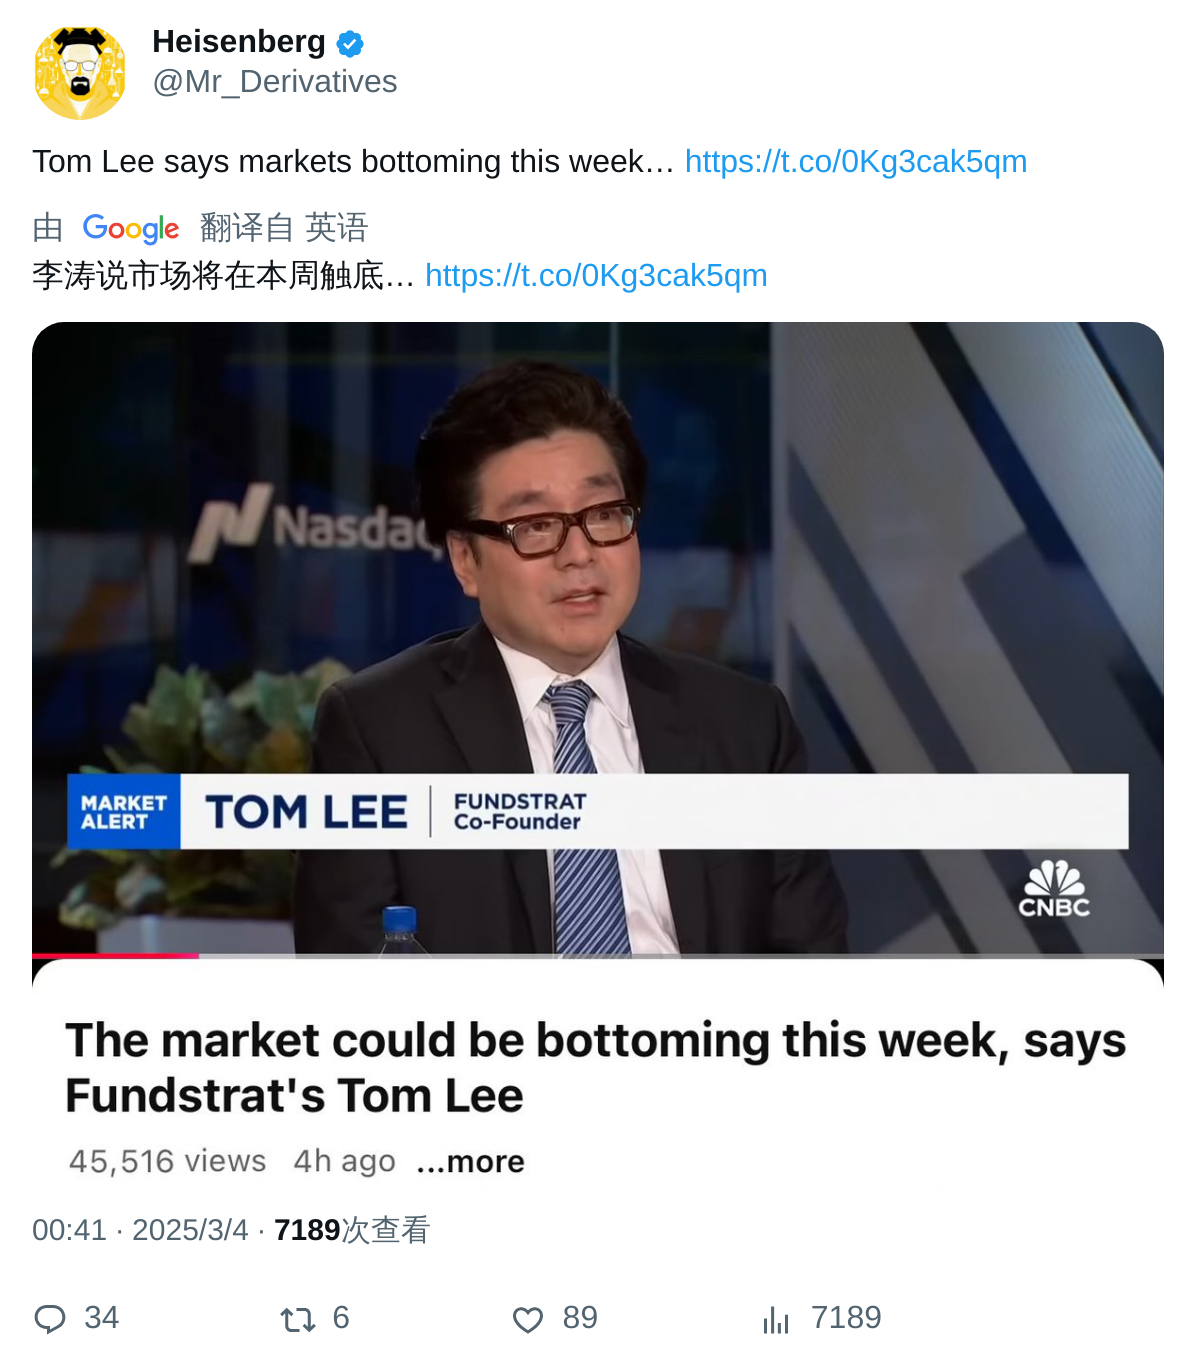 Heisenberg
@Mr_Derivatives
Tom Lee says markets bottoming this week… https://t.co/0Kg3cak5qm
由 Google 翻译自 英语
李涛说市场将在本周触底… https://t.co/0Kg3cak5qm
Nasdaq
MARKET ALERT
TOM LEE
FUNDSTRAT
Co-Founder
CNBC
The market could be bottoming this week, says
Fundstrat's Tom Lee
45,516 views 4h ago ...more
00:41 · 2025/3/4 · 7189次查看
34 6 89 7189